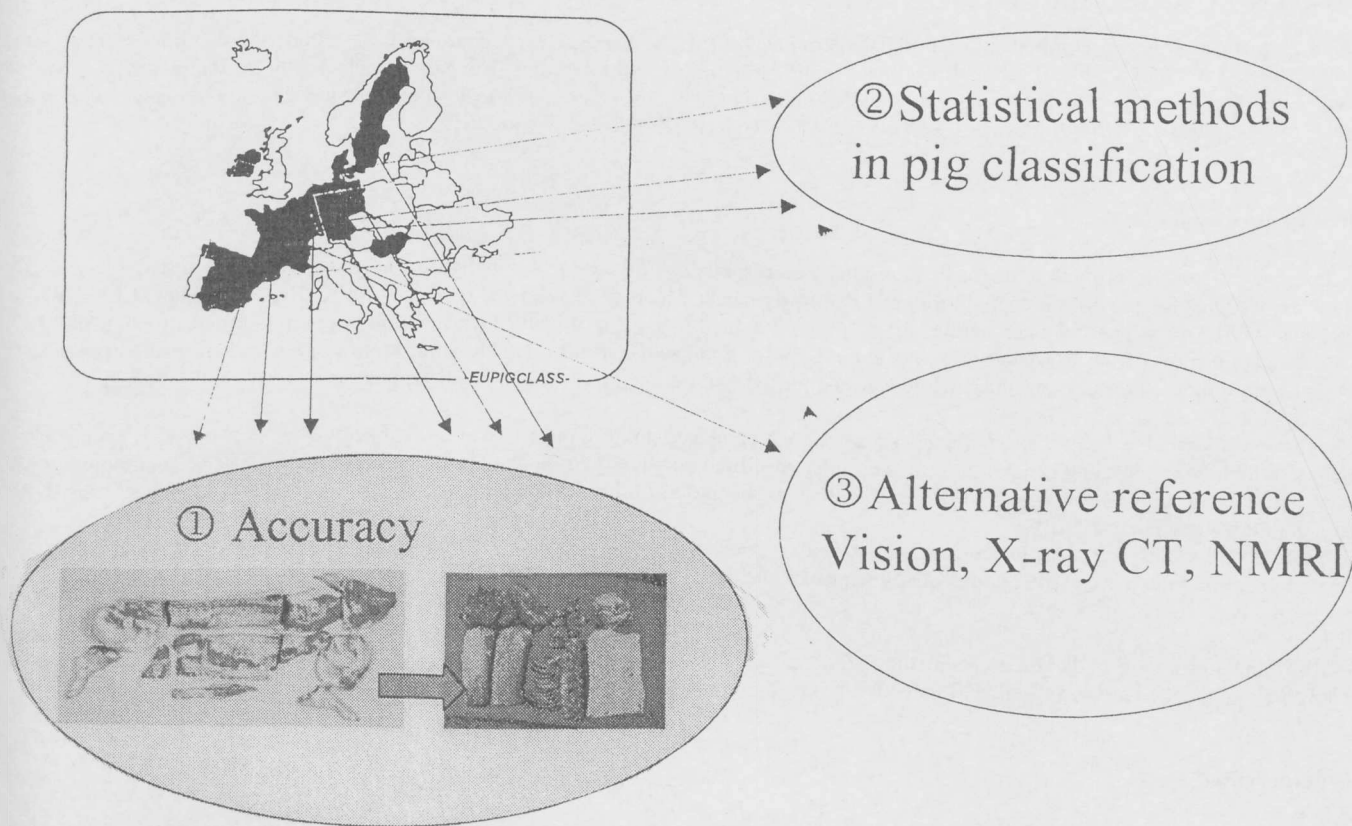 -EUPIGCLASS-
②Statistical methods
in pig classification
③Alternative reference
Vision, X-ray CT, NMRI
① Accuracy